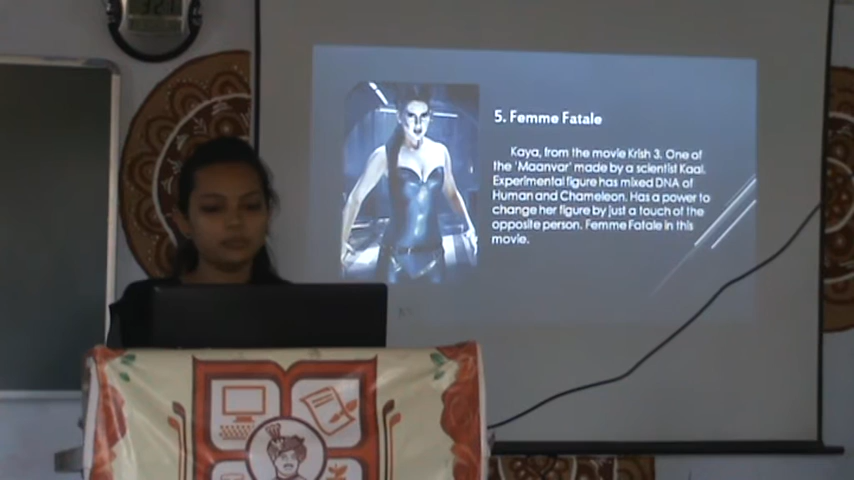 5. Femme Fatale
Kaya, from the movie Krish 3. One of
the 'Maanvar' made by a scientist Kaal.
Experimental figure has mixed DNA of
Human and Chameleon. Has a power to
change her figure by just a touch of the
opposite person. Femme Fatale in this
movie.